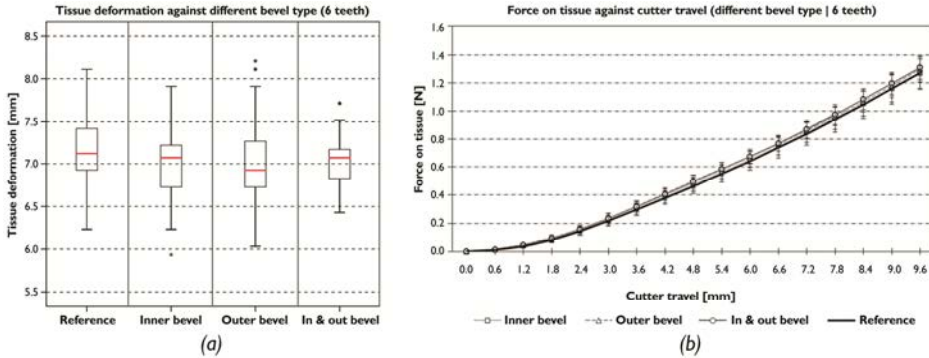 Tissue deformation against different bevel type (6 teeth)
Tissue deformation [mm]
8.5
8.0
7.5
7.0
6.5
6.0
5.5
Reference
Inner bevel
Outer bevel
In & out bevel
(a)
Force on tissue against cutter travel (different bevel type | 6 teeth)
Force on tissue [N]
1.6
1.4
1.2
1.0
0.8
0.6
0.4
0.2
0.0
0.0 0.6 1.2 1.8 2.4 3.0 3.6 4.2 4.8 5.4 6.0 6.6 7.2 7.8 8.4 9.0 9.6
Cutter travel [mm]
Inner bevel
Outer bevel
In & out bevel
Reference
(b)